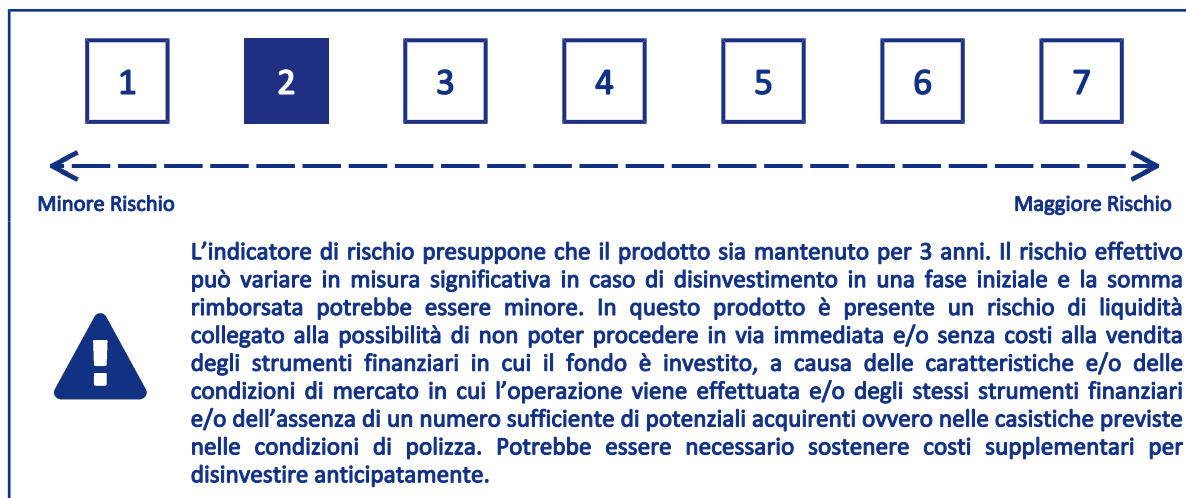 1 2 3 4 5 6 7
Minore Rischio Maggiore Rischio
L'indicatore di rischio presuppone che il prodotto sia mantenuto per 3 anni. Il rischio effettivo
può variare in misura significativa in caso di disinvestimento in una fase iniziale e la somma
rimborsata potrebbe essere minore. In questo prodotto è presente un rischio di liquidità
collegato alla possibilità di non poter procedere in via immediata e/o senza costi alla vendita
degli strumenti finanziari in cui il fondo è investito, a causa delle caratteristiche e/o delle
condizioni di mercato in cui l'operazione viene effettuata e/o degli stessi strumenti finanziari
e/o dell'assenza di un numero sufficiente di potenziali acquirenti ovvero nelle casistiche previste
nelle condizioni di polizza. Potrebbe essere necessario sostenere costi supplementari per
disinvestire anticipatamente.